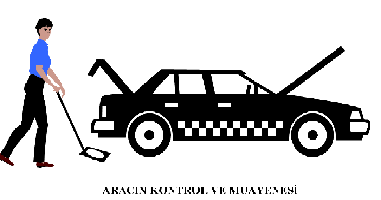 ARACIN KONTROL VE MUAYENESİ